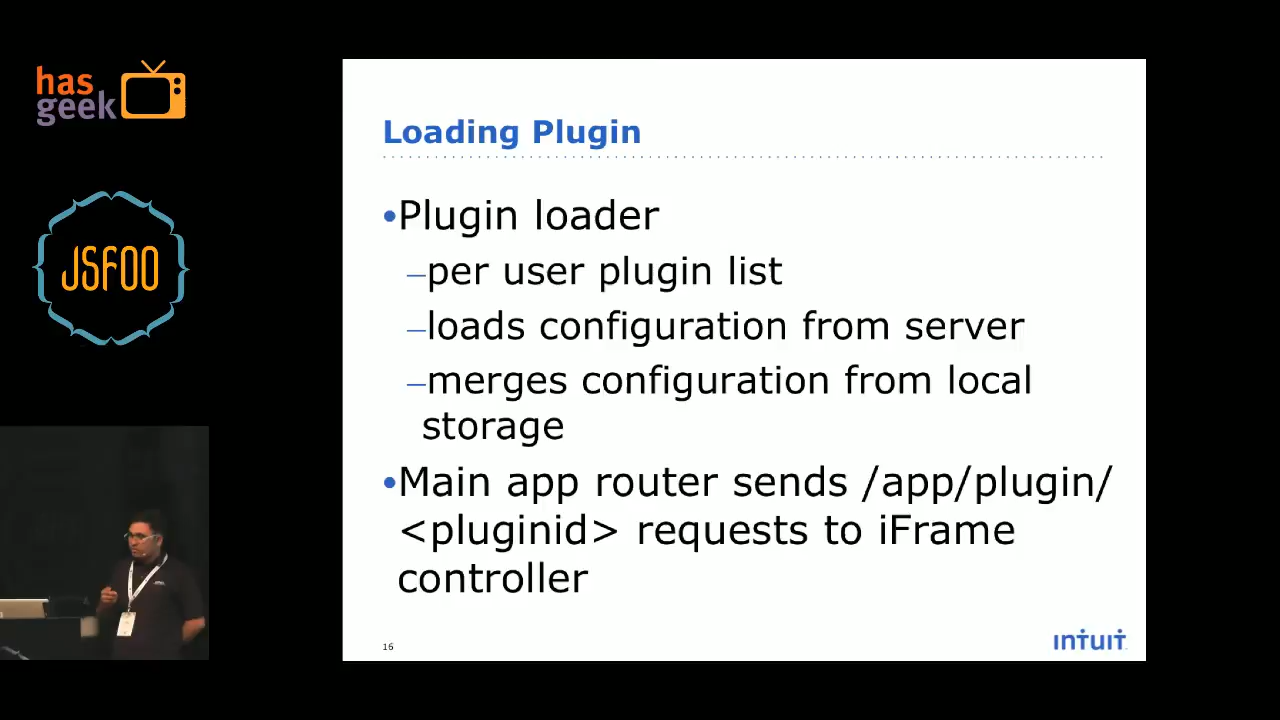 has
geek
JSFOO
Loading Plugin
•Plugin loader
–per user plugin list
–loads configuration from server
–merges configuration from local
storage
•Main app router sends /app/plugin/
<pluginid> requests to iFrame
controller
16
intuit